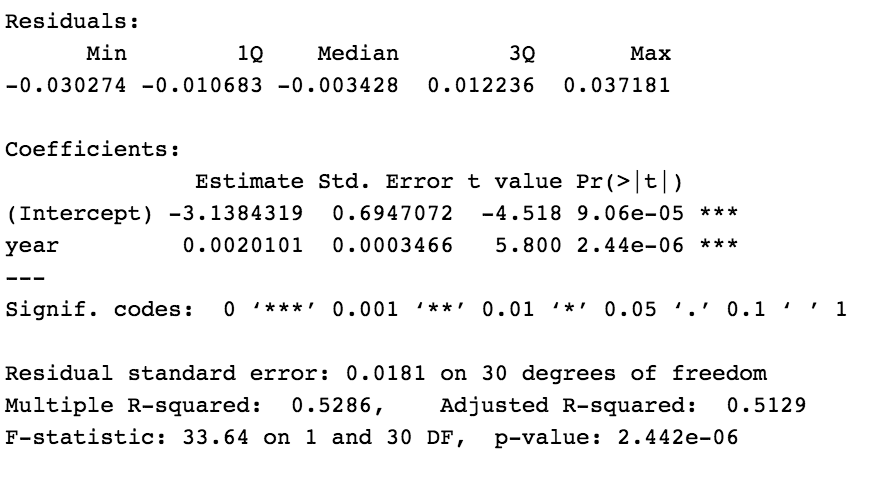 Residuals:
      Min        1Q    Median        3Q       Max
-0.030274 -0.010683 -0.003428  0.012236  0.037181
Coefficients:
              Estimate Std. Error t value Pr(>|t|)
(Intercept) -3.1384319  0.6947072  -4.518 9.06e-05 ***
year         0.0020101  0.0003466   5.800 2.44e-06 ***
---
Signif. codes:  0 ‘***’ 0.001 ‘**’ 0.01 ‘*’ 0.05 ‘.’ 0.1 ‘ ’ 1
Residual standard error: 0.0181 on 30 degrees of freedom
Multiple R-squared:  0.5286,    Adjusted R-squared:  0.5129
F-statistic: 33.64 on 1 and 30 DF,  p-value: 2.442e-06